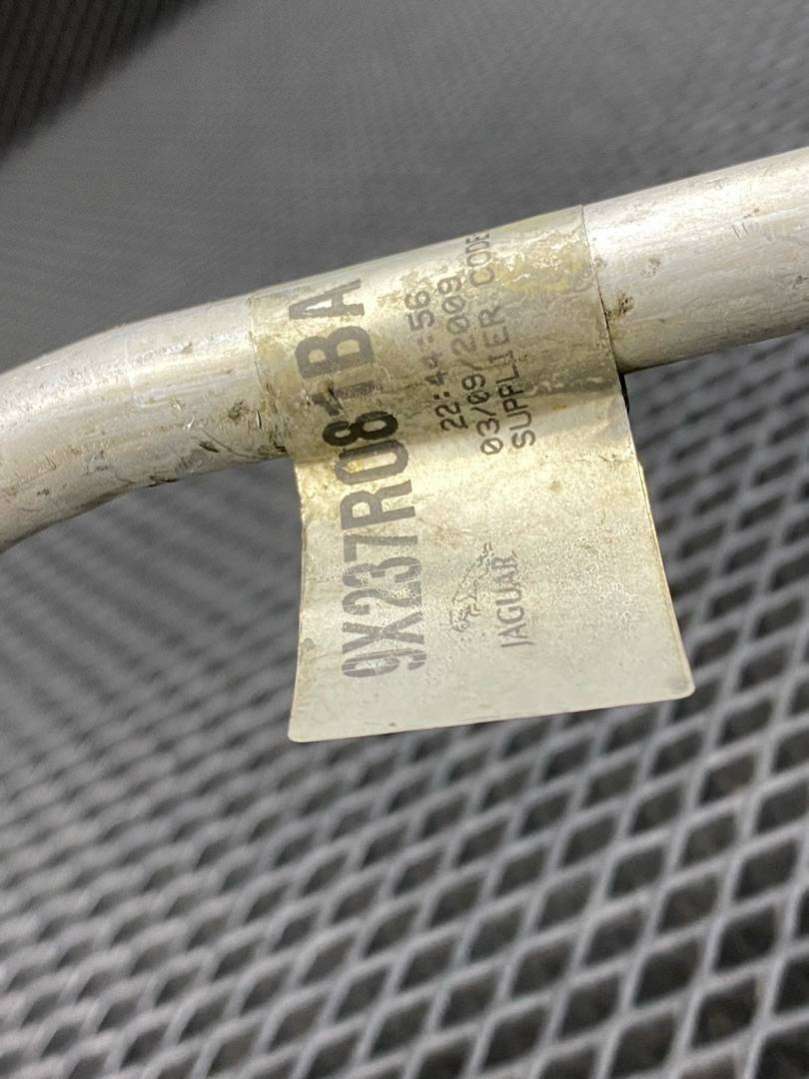 9X237R081BA
22:44:56
03/09/2009
SUPPLIER CODE
JAGUAR